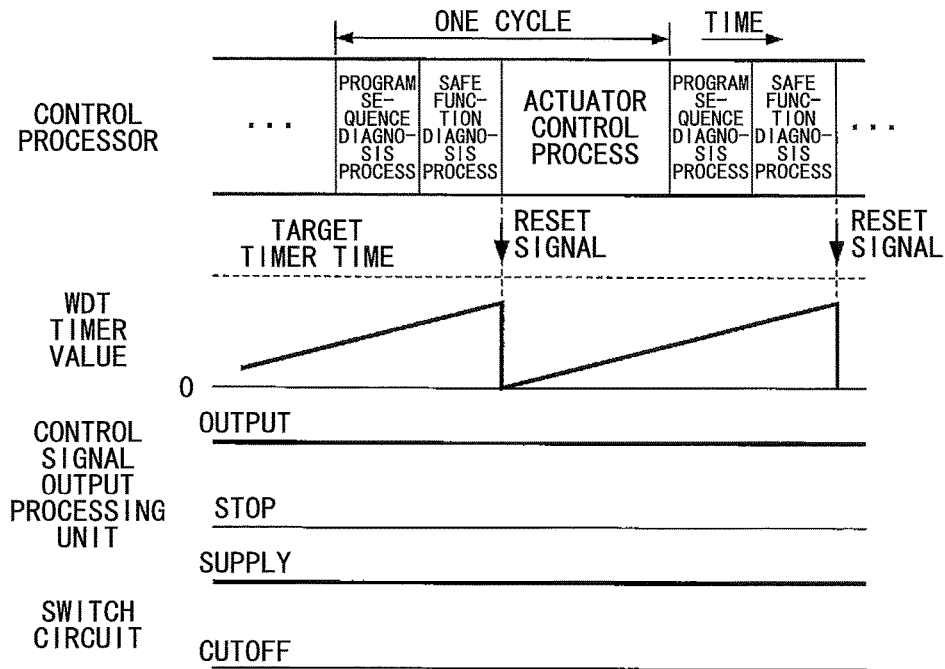 ONE CYCLE
TIME
CONTROL
PROCESSOR
...
PROGRAM
SE-
QUENCE
DIAGNO-
SIS
PROCESS
SAFE
FUNC-
TION
DIAGNO-
SIS
PROCESS
ACTUATOR
CONTROL
PROCESS
PROGRAM
SE-
QUENCE
DIAGNO-
SIS
PROCESS
SAFE
FUNC-
TION
DIAGNO-
SIS
PROCESS
...
TARGET
TIMER TIME
RESET
SIGNAL
RESET
SIGNAL
WDT
TIMER
VALUE
0
CONTROL
SIGNAL
OUTPUT
PROCESSING
UNIT
OUTPUT
STOP
SWITCH
CIRCUIT
SUPPLY
CUTOFF